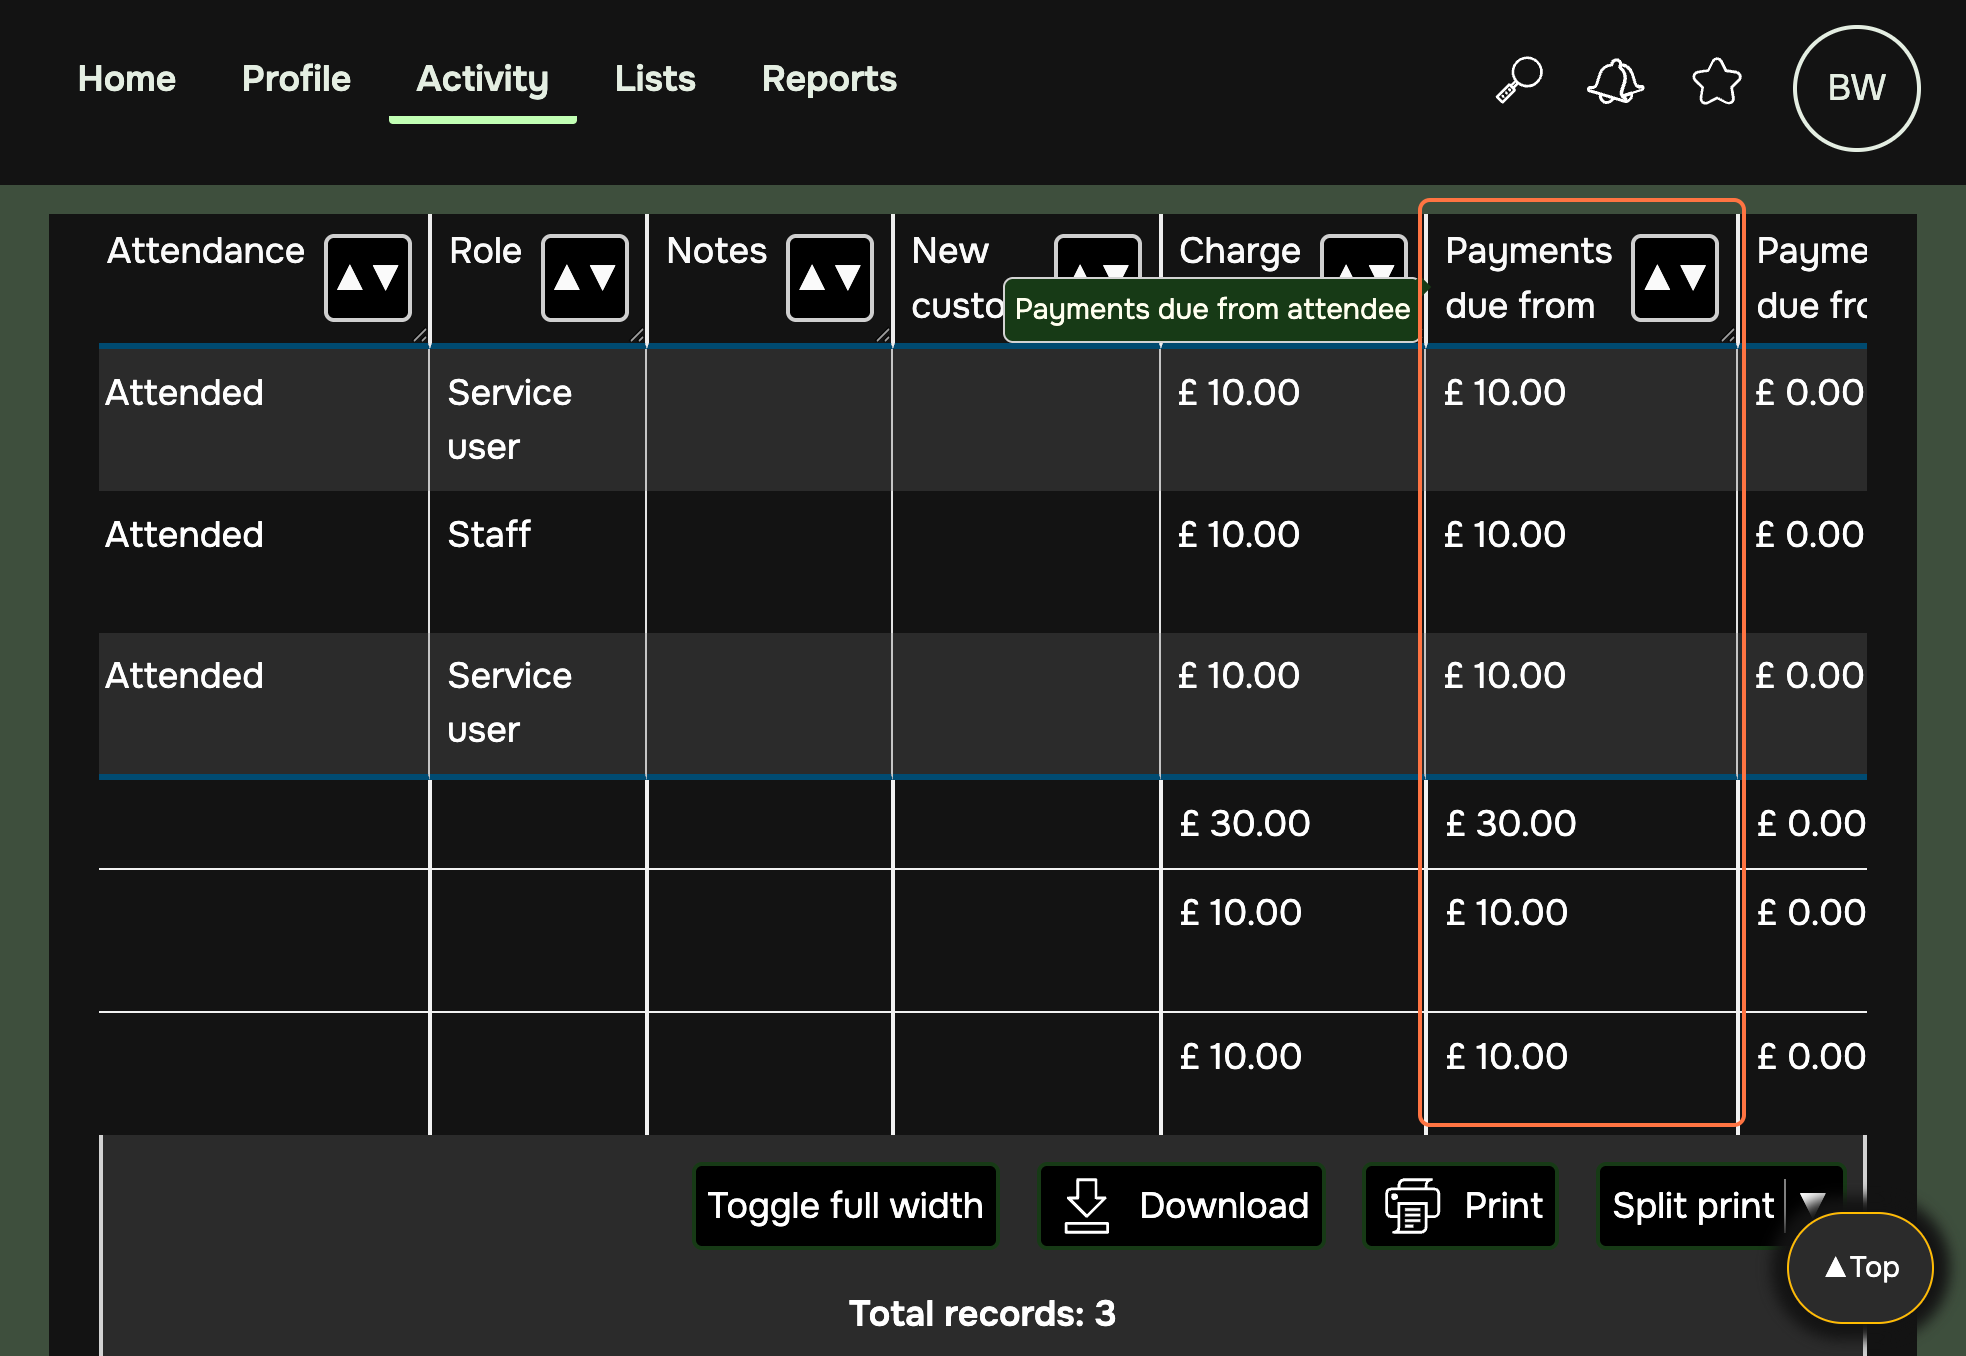 Home Profile Activity Lists Reports BW
Attendance ▲▼ Role ▲▼ Notes ▲▼ New ▲▼ Charge ▲▼ Payments ▲▼ Payme
custo Payments due from attendee due from due fro
Attended Service £ 10.00 £ 10.00 £ 0.00
user
Attended Staff £ 10.00 £ 10.00 £ 0.00
Attended Service £ 10.00 £ 10.00 £ 0.00
user
£ 30.00 £ 30.00 £ 0.00
£ 10.00 £ 10.00 £ 0.00
£ 10.00 £ 10.00 £ 0.00
Toggle full width Download Print Split print ▼
▲Top
Total records: 3